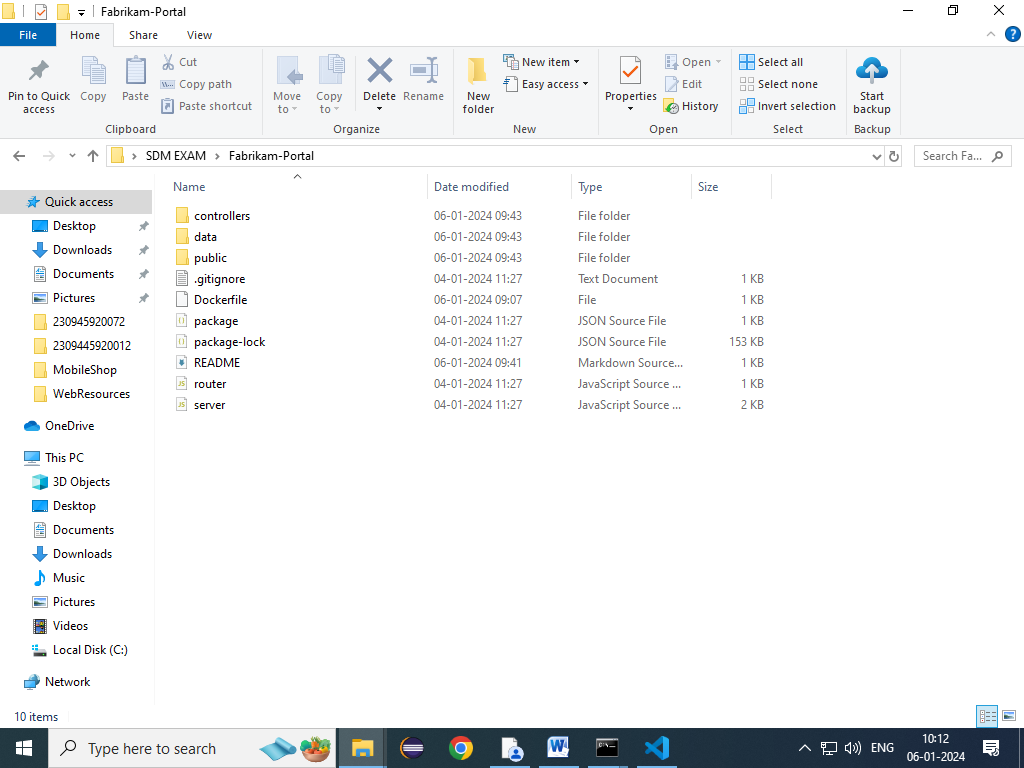 Fabrikam-Portal
File Home Share View
Pin to Quick access
Copy
Paste
Cut
Copy path
Paste shortcut
Clipboard
Move to
Copy to
Delete
Rename
Organize
New folder
New item
Easy access
New
Properties
Open
Edit
History
Open
Select all
Select none
Invert selection
Select
Start backup
Backup
SDM EXAM > Fabrikam-Portal
Search Fa...
Name Date modified Type Size
controllers 06-01-2024 09:43 File folder
data 06-01-2024 09:43 File folder
public 06-01-2024 09:43 File folder
.gitignore 04-01-2024 11:27 Text Document 1 KB
Dockerfile 06-01-2024 09:07 File 1 KB
package 04-01-2024 11:27 JSON Source File 1 KB
package-lock 04-01-2024 11:27 JSON Source File 153 KB
README 06-01-2024 09:41 Markdown Source... 1 KB
router 04-01-2024 11:27 JavaScript Source ... 1 KB
server 04-01-2024 11:27 JavaScript Source ... 2 KB
Quick access
Desktop
Downloads
Documents
Pictures
230945920072
2309445920012
MobileShop
WebResources
OneDrive
This PC
3D Objects
Desktop
Documents
Downloads
Music
Pictures
Videos
Local Disk (C:)
Network
10 items
Type here to search
ENG
10:12
06-01-2024